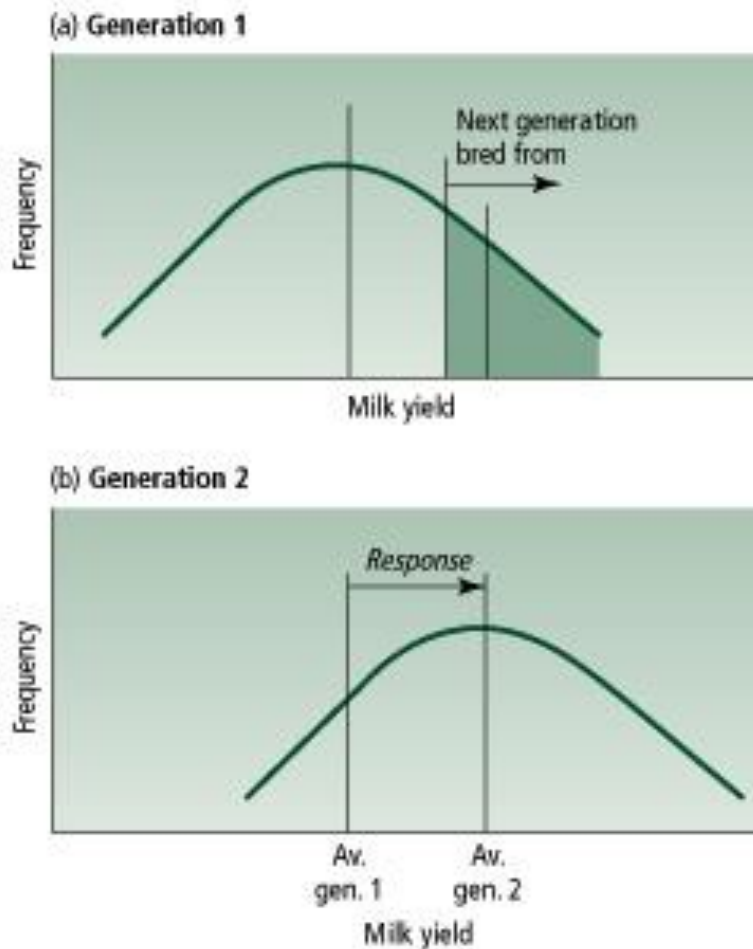 (a) Generation 1
Frequency
Next generation
bred from
Milk yield
(b) Generation 2
Frequency
Response
Av.
gen. 1
Av.
gen. 2
Milk yield